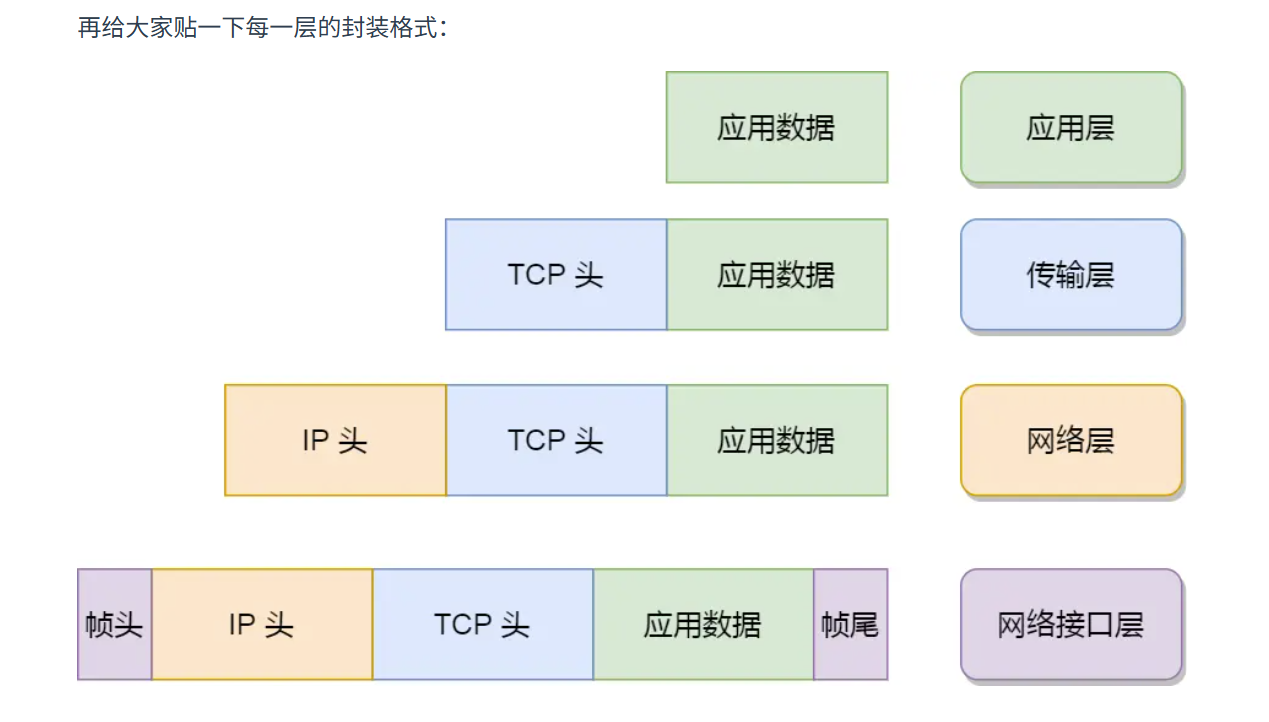 再给大家贴一下每一层的封装格式：
应用数据 应用层
TCP 头 应用数据 传输层
IP 头 TCP 头 应用数据 网络层
帧头 IP 头 TCP 头 应用数据 帧尾 网络接口层